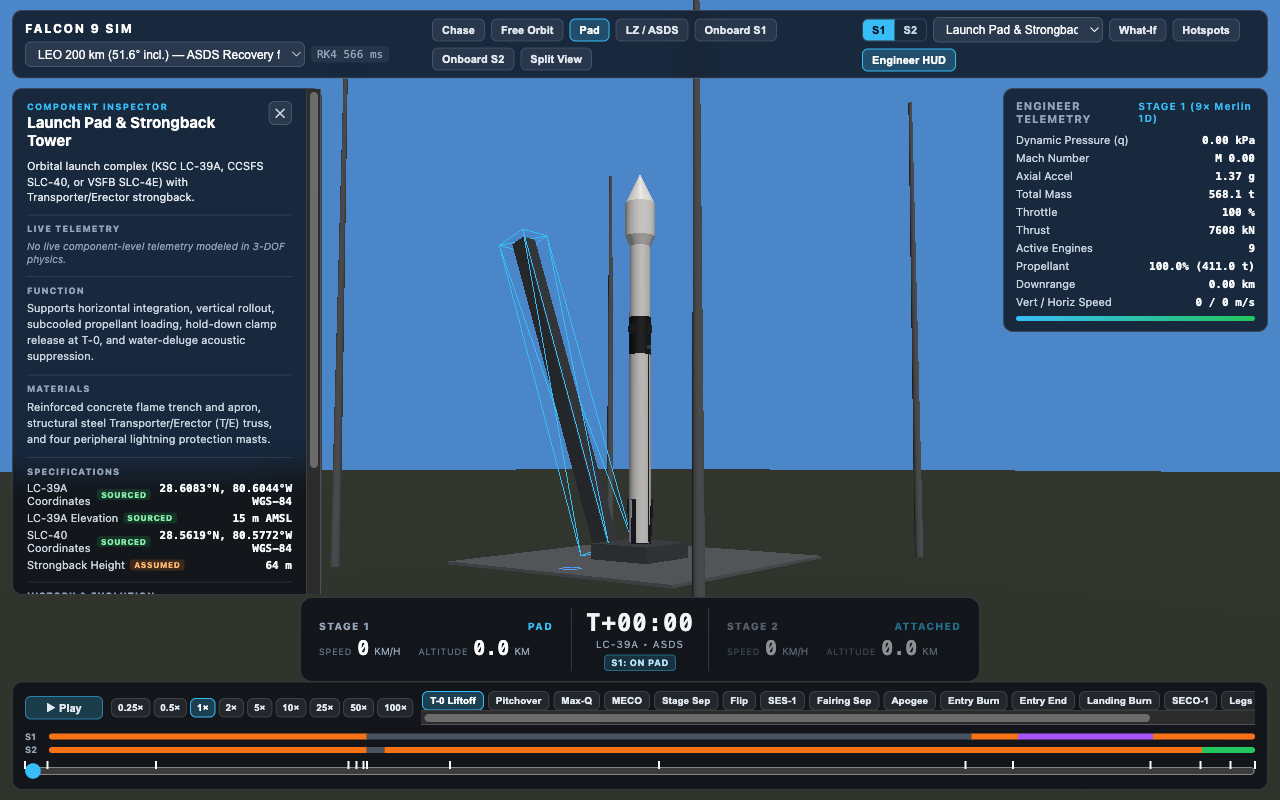 FALCON 9 SIM
LEO 200 km (51.6° incl.) — ASDS Recovery f
RK4 566 ms
Chase
Free Orbit
Pad
LZ / ASDS
Onboard S1
Onboard S2
Split View
S1
S2
Launch Pad & Strongbac
What-If
Hotspots
Engineer HUD
COMPONENT INSPECTOR
Launch Pad & Strongback
Tower
Orbital launch complex (KSC LC-39A, CCSFS
SLC-40, or VSFB SLC-4E) with
Transporter/Erector strongback.
LIVE TELEMETRY
No live component-level telemetry modeled in 3-DOF
physics.
FUNCTION
Supports horizontal integration, vertical rollout,
subcooled propellant loading, hold-down clamp
release at T-0, and water-deluge acoustic
suppression.
MATERIALS
Reinforced concrete flame trench and apron,
structural steel Transporter/Erector (T/E) truss,
and four peripheral lightning protection masts.
SPECIFICATIONS
LC-39A Coordinates SOURCED 28.6083°N, 80.6044°W WGS-84
LC-39A Elevation SOURCED 15 m AMSL
SLC-40 Coordinates SOURCED 28.5619°N, 80.5772°W WGS-84
Strongback Height ASSUMED 64 m
HISTORY & EVOLUTION
ENGINEER TELEMETRY
STAGE 1 (9× Merlin 1D)
Dynamic Pressure (q) 0.00 kPa
Mach Number M 0.00
Axial Accel 1.37 g
Total Mass 568.1 t
Throttle 100 %
Thrust 7608 kN
Active Engines 9
Propellant 100.0% (411.0 t)
Downrange 0.00 km
Vert / Horiz Speed 0 / 0 m/s
STAGE 1 PAD
SPEED 0 KM/H ALTITUDE 0.0 KM
T+00:00
LC-39A • ASDS
S1: ON PAD
STAGE 2 ATTACHED
SPEED 0 KM/H ALTITUDE 0.0 KM
Play
0.25×
0.5×
1×
2×
5×
10×
25×
50×
100×
T-0 Liftoff
Pitchover
Max-Q
MECO
Stage Sep
Flip
SES-1
Fairing Sep
Apogee
Entry Burn
Entry End
Landing Burn
SECO-1
Legs
S1
S2